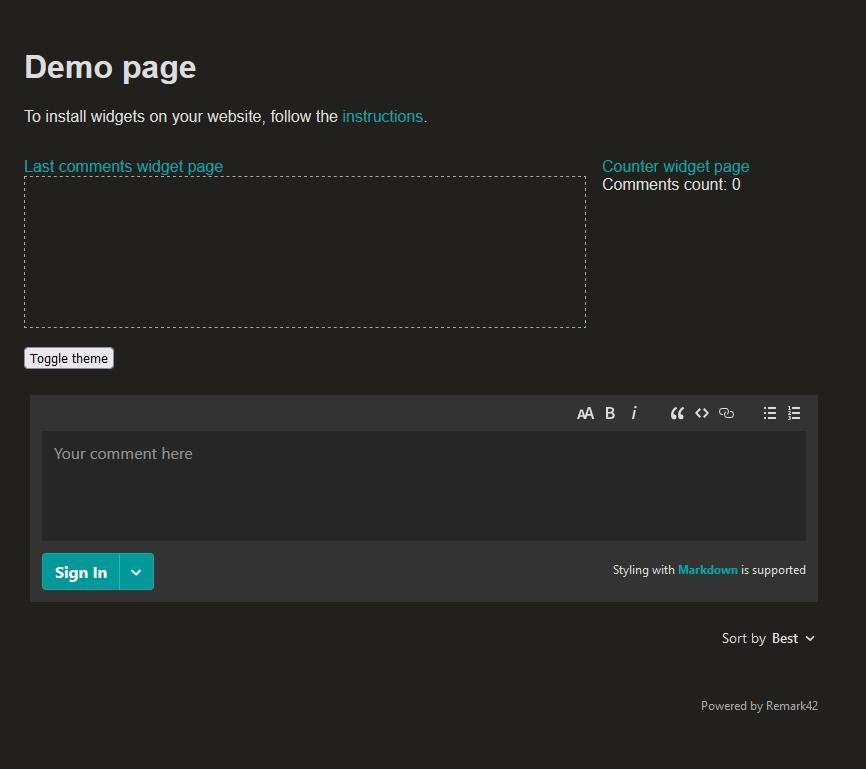 Demo page
To install widgets on your website, follow the instructions.
Last comments widget page
Counter widget page
Comments count: 0
Toggle theme
AA B i
Your comment here
Sign In
Styling with Markdown is supported
Sort by Best
Powered by Remark42